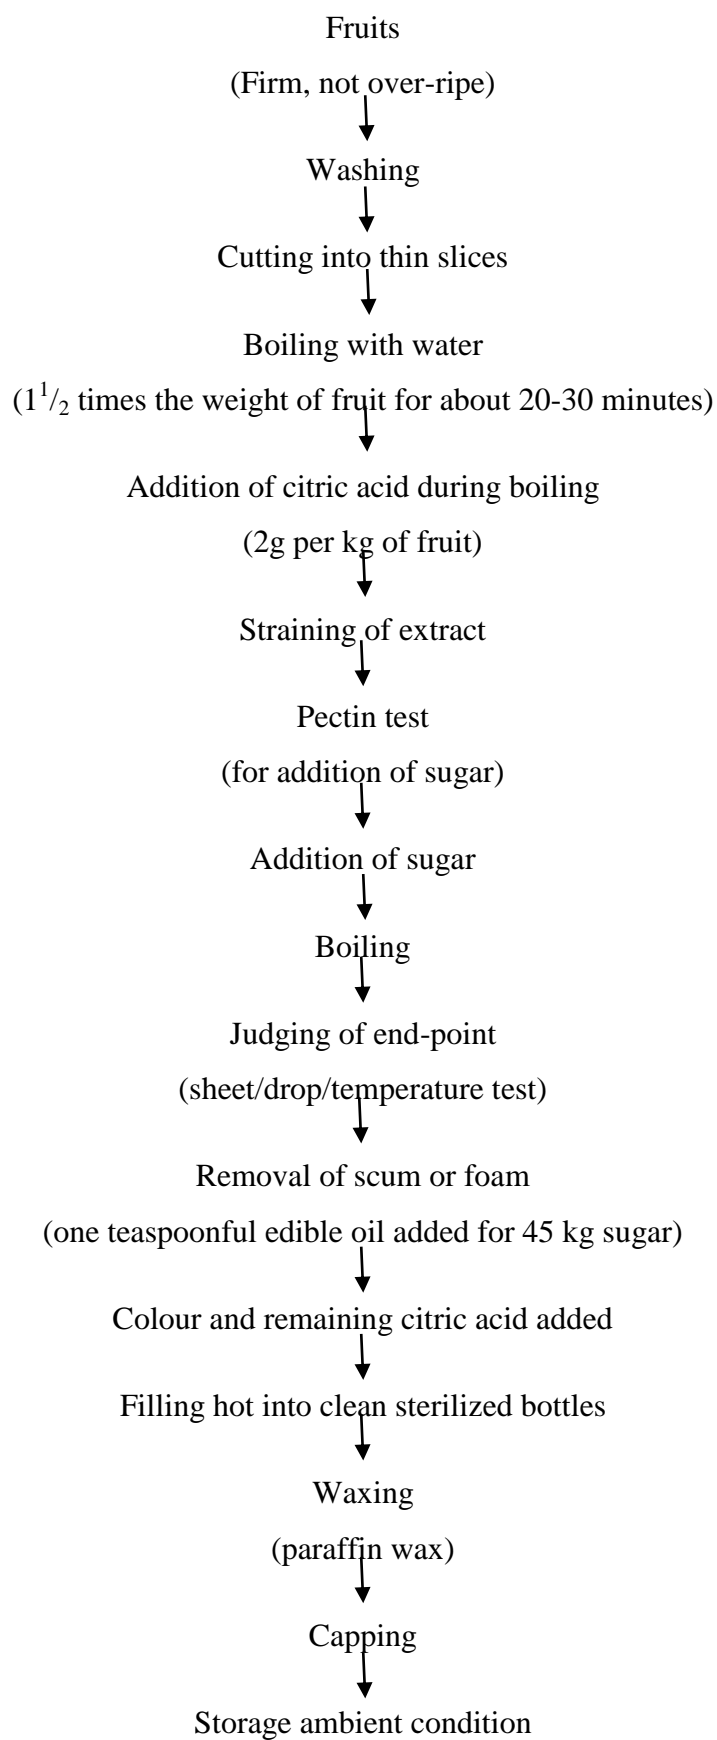 Fruits
(Firm, not over-ripe)
Washing
Cutting into thin slices
Boiling with water
(1 1/2 times the weight of fruit for about 20-30 minutes)
Addition of citric acid during boiling
(2g per kg of fruit)
Straining of extract
Pectin test
(for addition of sugar)
Addition of sugar
Boiling
Judging of end-point
(sheet/drop/temperature test)
Removal of scum or foam
(one teaspoonful edible oil added for 45 kg sugar)
Colour and remaining citric acid added
Filling hot into clean sterilized bottles
Waxing
(paraffin wax)
Capping
Storage ambient condition